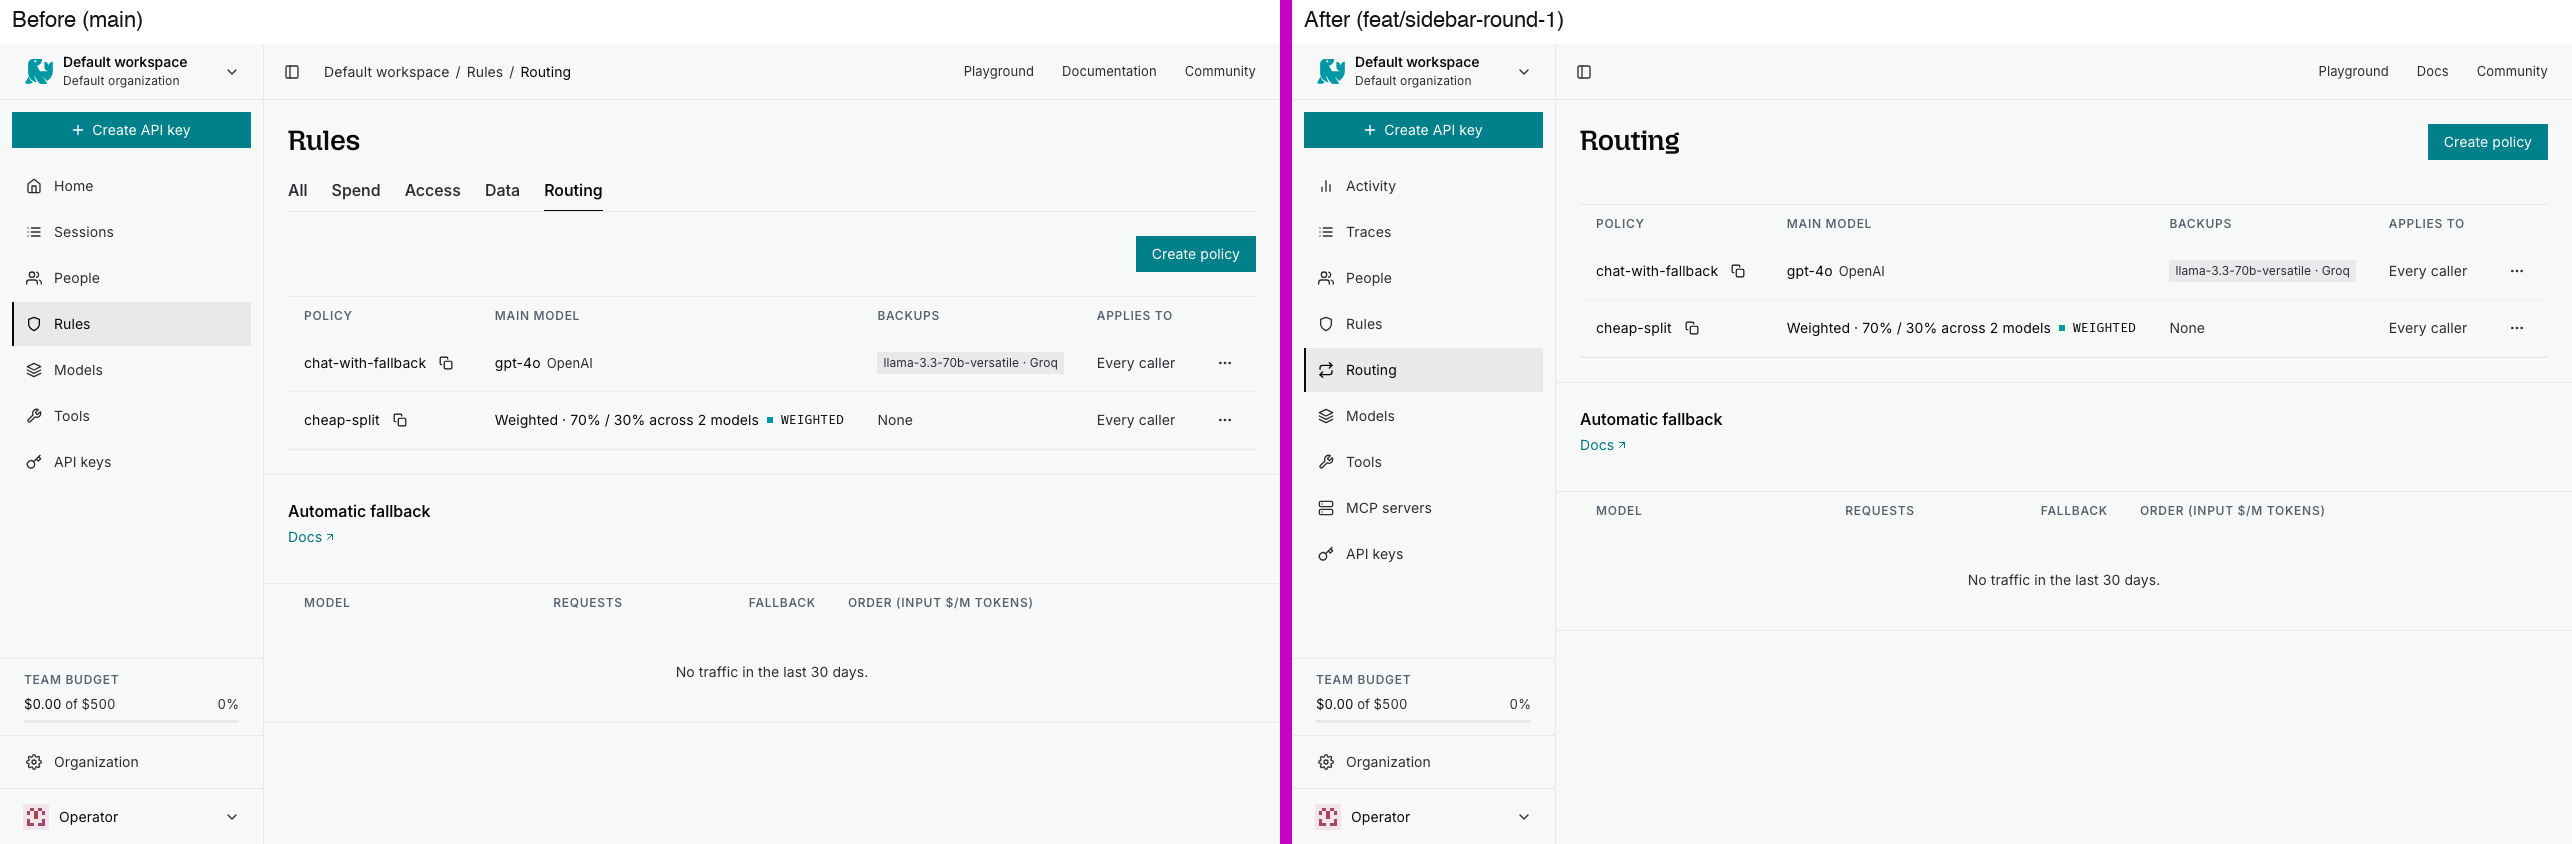 Before (main)
Default workspace
Default organization
Default workspace / Rules / Routing
Playground
Documentation
Community
+ Create API key
Home
Sessions
People
Rules
Models
Tools
API keys
TEAM BUDGET
$0.00 of $500
0%
Organization
Operator
Rules
All
Spend
Access
Data
Routing
Create policy
POLICY
MAIN MODEL
BACKUPS
APPLIES TO
chat-with-fallback
gpt-4o OpenAI
llama-3.3-70b-versatile · Groq
Every caller
cheap-split
Weighted · 70% / 30% across 2 models
WEIGHTED
None
Every caller
Automatic fallback
Docs
MODEL
REQUESTS
FALLBACK
ORDER (INPUT $/M TOKENS)
No traffic in the last 30 days.
After (feat/sidebar-round-1)
Default workspace
Default organization
Playground
Docs
Community
+ Create API key
Activity
Traces
People
Rules
Routing
Models
Tools
MCP servers
API keys
TEAM BUDGET
$0.00 of $500
0%
Organization
Operator
Routing
Create policy
POLICY
MAIN MODEL
BACKUPS
APPLIES TO
chat-with-fallback
gpt-4o OpenAI
llama-3.3-70b-versatile · Groq
Every caller
cheap-split
Weighted · 70% / 30% across 2 models
WEIGHTED
None
Every caller
Automatic fallback
Docs
MODEL
REQUESTS
FALLBACK
ORDER (INPUT $/M TOKENS)
No traffic in the last 30 days.